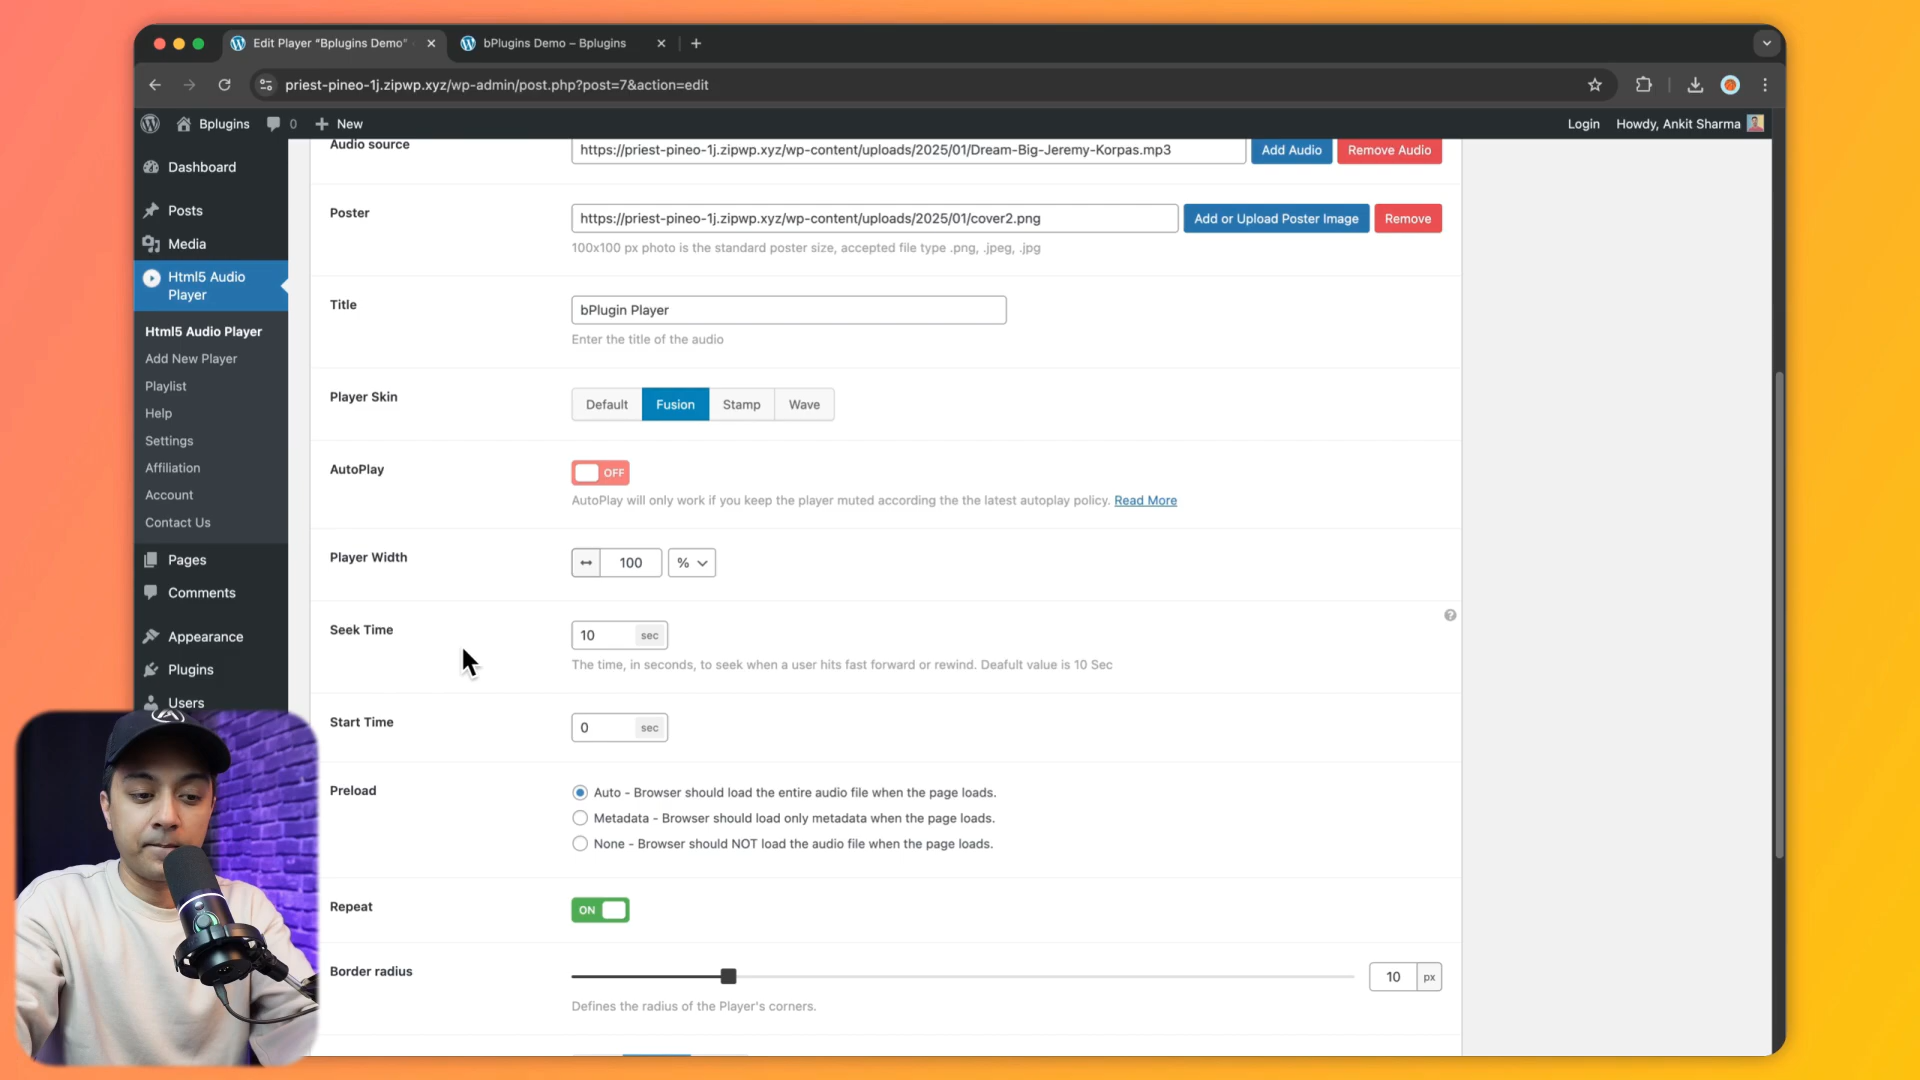 Edit Player “Bplugins Demo”
bPlugins Demo – Bplugins
priest-pineo-1j.zipwp.xyz/wp-admin/post.php?post=7&action=edit
Bplugins
0
New
Login
Howdy, Ankit Sharma
Dashboard
Posts
Media
Html5 Audio
Player
Html5 Audio Player
Add New Player
Playlist
Help
Settings
Affiliation
Account
Contact Us
Pages
Comments
Appearance
Plugins
Users
Audio source
https://priest-pineo-1j.zipwp.xyz/wp-content/uploads/2025/01/Dream-Big-Jeremy-Korpas.mp3
Add Audio
Remove Audio
Poster
https://priest-pineo-1j.zipwp.xyz/wp-content/uploads/2025/01/cover2.png
Add or Upload Poster Image
Remove
100x100 px photo is the standard poster size, accepted file type .png, .jpeg, .jpg
Title
bPlugin Player
Enter the title of the audio
Player Skin
Default
Fusion
Stamp
Wave
AutoPlay
OFF
AutoPlay will only work if you keep the player muted according the the latest autoplay policy. Read More
Player Width
100
%
Seek Time
10
sec
The time, in seconds, to seek when a user hits fast forward or rewind. Deafult value is 10 Sec
Start Time
0
sec
Preload
Auto - Browser should load the entire audio file when the page loads.
Metadata - Browser should load only metadata when the page loads.
None - Browser should NOT load the audio file when the page loads.
Repeat
ON
Border radius
10
px
Defines the radius of the Player's corners.